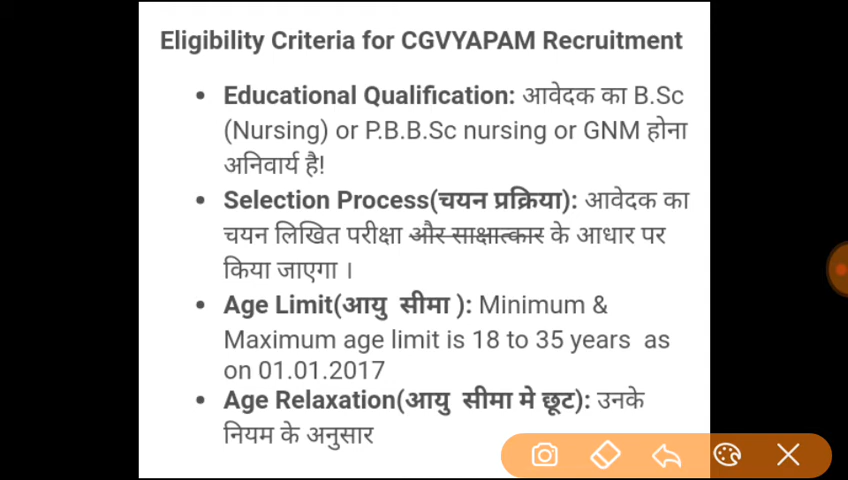 Eligibility Criteria for CGVYAPAM Recruitment
• Educational Qualification: आवेदक का B.Sc
(Nursing) or P.B.B.Sc nursing or GNM होना
अनिवार्य है!
• Selection Process(चयन प्रक्रिया): आवेदक का
चयन लिखित परीक्षा और साक्षात्कार के आधार पर
किया जाएगा ।
• Age Limit(आयु सीमा ): Minimum &
Maximum age limit is 18 to 35 years as
on 01.01.2017
• Age Relaxation(आयु सीमा मे छूट): उनके
नियम के अनुसार